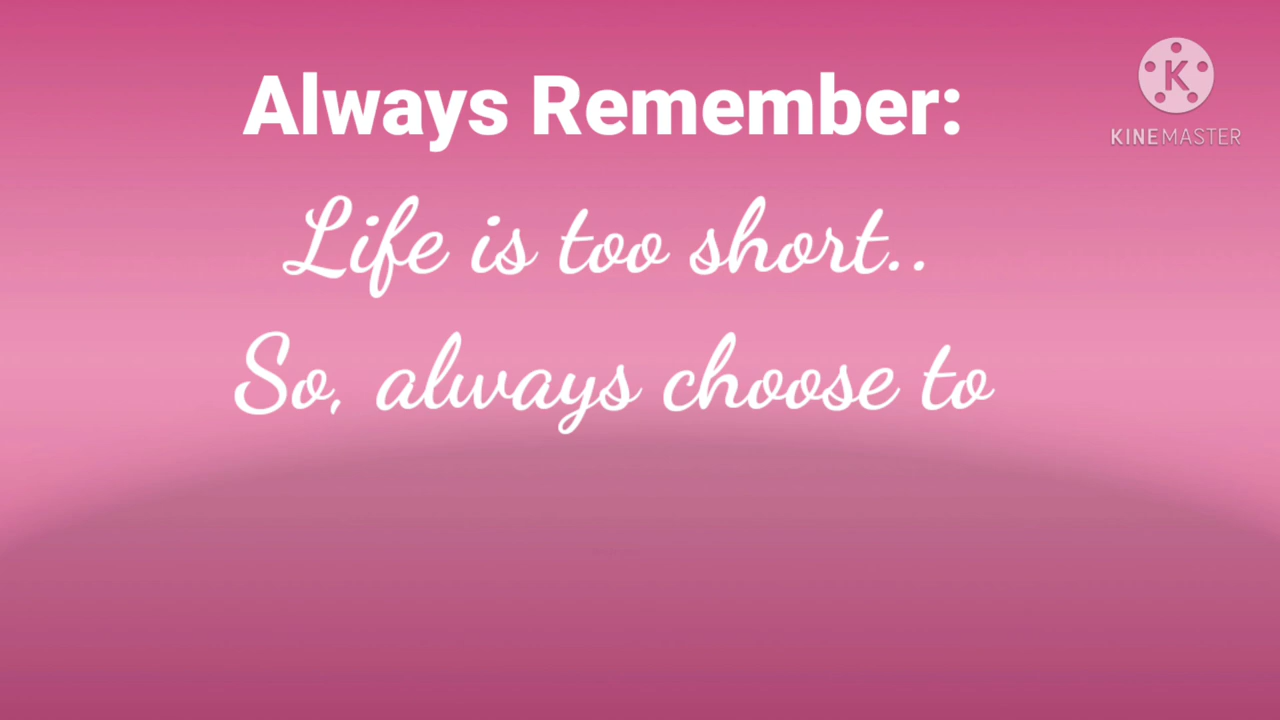 Always Remember:
K
KINEMASTER
Life is too short..
So, always choose to